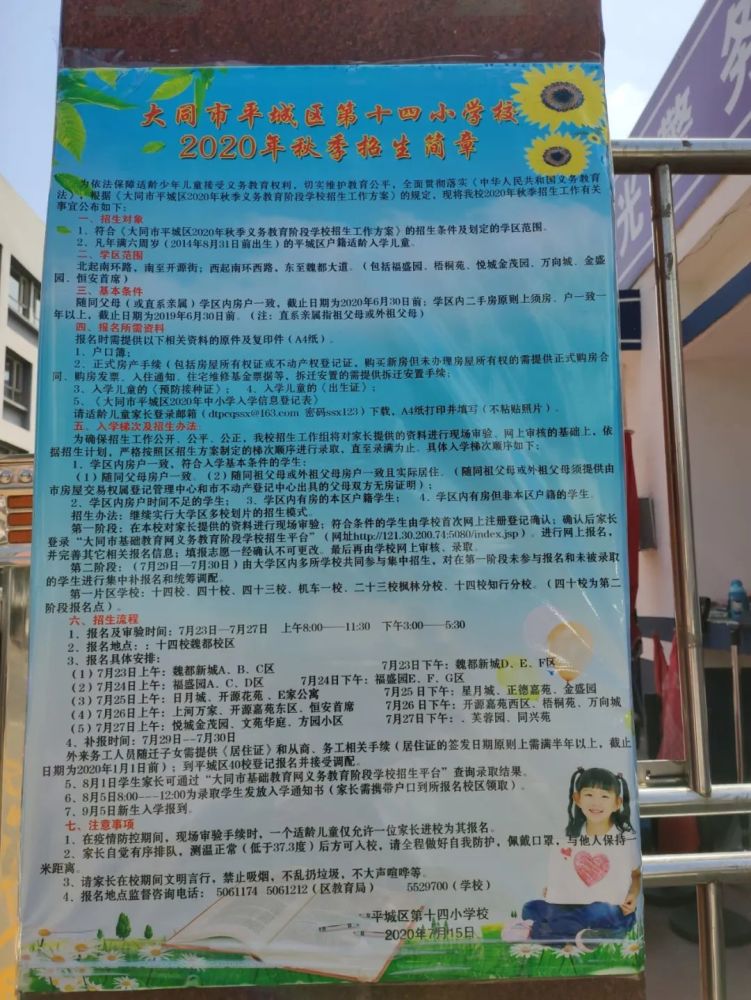 大同市平城区第十四小学校
2020年秋季招生简章
为依法保障适龄少年儿童接受义务教育权利，切实维护教育公平，全面贯彻落实《中华人民共和国义务教育
法》，根据《大同市平城区2020年秋季义务教育阶段学校招生工作方案》的规定，现将我校2020年秋季招生工作有关
事宜公布如下：
一、招生对象
1．符合《大同市平城区2020年秋季义务教育阶段学校招生工作方案》的招生条件及划定的学区范围．
2．凡年满六周岁（2014年8月31日前出生）的平城区户籍适龄入学儿童．
二、学区范围
北起南环路，南至开源街；西起南环西路，东至魏都大道．（包括福盛园．梧桐苑．悦城金茂园．万向城．金盛
园．恒安首席）
三、基本条件
随同父母（或直系亲属）学区内房户一致，截止日期为2020年6月30日前；学区内二手房原则上须房．户一致一
年以上，截止日期为2019年6月30日前．（注：直系亲属指祖父母或外祖父母）
四、报名所需资料
报名时需提供以下相关资料的原件及复印件（A4纸）．
1．户口簿；
2．正式房产手续（包括房屋所有权证或不动产权登记证，购买新房但未办理房屋所有权的需提供正式购房合
同．购房发票．入住通知．住宅维修基金票据等，拆迁安置的需提供拆迁安置手续；
3．入学儿童的《预防接种证》； 4．入学儿童的《出生证》；
5．《大同市平城区2020年中小学入学信息登记表》
请适龄儿童家长登录邮箱（dtpcqssx@163.com 密码ssx123）下载，A4纸打印并填写（不粘贴照片）．
五、入学梯次及招生办法：
为确保招生工作公开、公平、公正，我校招生工作组将对家长提供的资料进行现场审验、网上审核的基础上，依
据招生计划，严格按照区招生方案制定的梯次顺序进行录取，直至录满为止．具体入学梯次顺序如下：
1．学区内房户一致，符合入学基本条件的学生：
（1）随同父母房户一致．（2）随同祖父母或外祖父母房户一致且实际居住．（随同祖父母或外祖父母须提供由
市房屋交易权属登记管理中心和市不动产登记中心出具的父母双方无房证明）；
2、学区内房户时间不足的学生； 3．学区内有房的本区户籍学生； 4．学区内有房但非本区户籍的学生．
招生办法：继续实行大学区多校划片的招生模式．
第一阶段：在本校对家长提供的资料进行现场审验；符合条件的学生由学校首次网上注册登记确认；确认后家长
登录“大同市基础教育网义务教育阶段学校招生平台”（网址http://121.30.200.74:5080/index.jsp）．进行网上报名，
并完善其它相关报名信息；填报志愿一经确认不可更改．最后再由学校网上审核、录取．
第二阶段：（7月29日—7月30日）由大学区内多所学校共同参与集中招生，对在第一阶段未参与报名和未被录取
的学生进行集中补报名和统筹调配．
第一片区学校：十四校、四十校、四十三校、机车一校、二十三校枫林分校、十四校知行分校．（四十校为第二
阶段报名点）．
六、招生流程
1．报名及审验时间：7月23日—7月27日 上午8:00——11:30 下午3:00——5:30
2．报名地点：：十四校魏都校区
3．报名具体安排：
（1）7月23日上午：魏都新城A、B、C区 7月23日下午：魏都新城D、E、F区
（2）7月24日上午：福盛园A、C、D区 7月24日下午：福盛园E、F、G区
（3）7月25日上午：日月城、开源花苑 、E家公寓 7月25日下午：星月城、正德嘉苑、金盛园
（4）7月26日上午：上河万家、开源嘉苑东区．恒安首席 7月26日下午：开源嘉苑西区、梧桐苑、万向城
（5）7月27日上午：悦城金茂园、文苑华庭．方园小区 7月27日下午：．芙蓉园、同兴苑
4．补报时间：7月29日--7月30日
外来务工人员随迁子女需提供《居住证》和从商、务工相关手续（居住证的签发日期原则上需满半年以上，截止
日期为2020年1月1日前）；到平城区40校登记报名并接受调配．
5．8月1日学生家长可通过“大同市基础教育网义务教育阶段学校招生平台”查询录取结果．
6．8月5日8:00---12:00为录取学生发放入学通知书（家长需携带户口到所报名校区领取）．
7．9月5日新生入学报到．
七、注意事项
1．在疫情防控期间，现场审验手续时，一个适龄儿童仅允许一位家长进校为其报名．
2．家长自觉有序排队，测温正常（低于37.3度）后方可入校，请全程做好自我防护，佩戴口罩，与他人保持一
米距离．
3．请家长在校期间文明言行，禁止吸烟，不乱扔垃圾，不大声喧哗等．
4．报名地点监督咨询电话： 5061174 5061212（区教育局） 5529700（学校）
平城区第十四小学校
2020年7月15日
警务
光